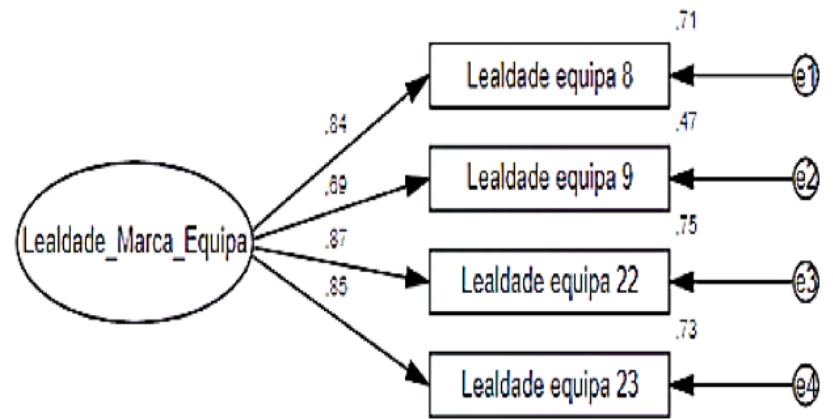 ,71
Lealdade equipa 8
e1
,84
,47
Lealdade equipa 9
e2
,69
Lealdade_Marca_Equipa
,87
,75
Lealdade equipa 22
e3
,85
,73
Lealdade equipa 23
e4